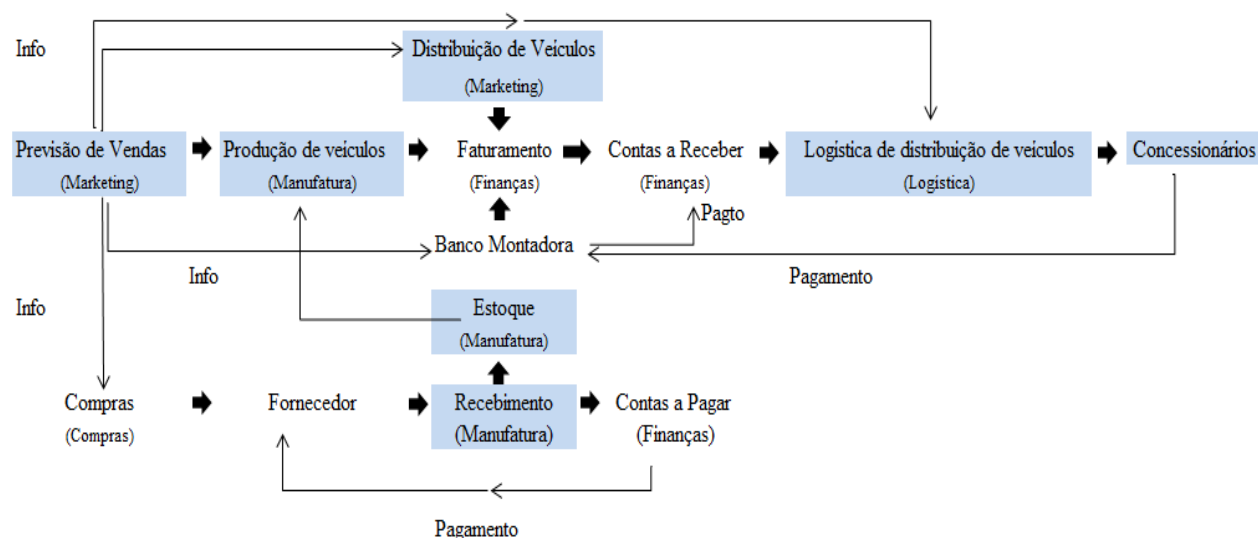 Info
Distribuição de Veículos
(Marketing)
Previsão de Vendas
(Marketing)
Produção de veículos
(Manufatura)
Faturamento
(Finanças)
Contas a Receber
(Finanças)
Logistica de distribuição de veículos
(Logística)
Concessionários
Pagto
Banco Montadora
Info
Pagamento
Info
Estoque
(Manufatura)
Compras
(Compras)
Fornecedor
Recebimento
(Manufatura)
Contas a Pagar
(Finanças)
Pagamento